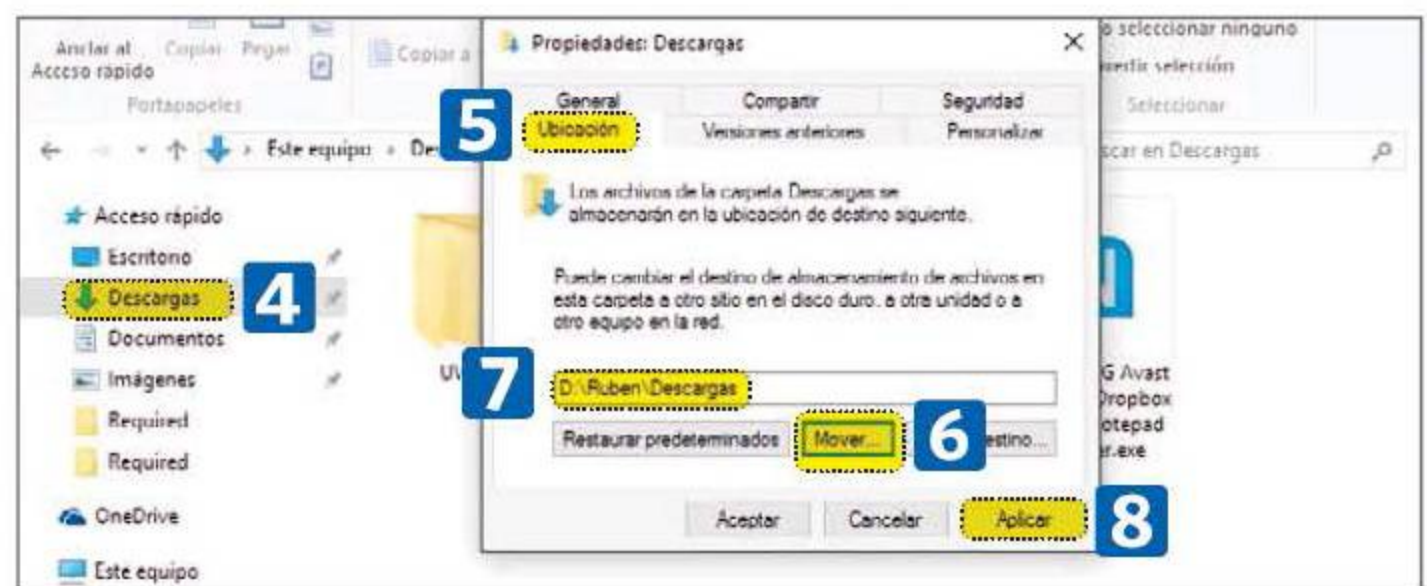 Anclar al
Acceso rápido
Copiar
Pegar
Copiar a
Portapapeles
o seleccionar ninguno
selección
Seleccionar
Este equipo
Acceso rápido
Escritorio
Descargas
4
Documentos
Imágenes
Required
Required
OneDrive
Este equipo
Propiedades: Descargas
General
Compartir
Seguridad
5
Ubicación
Versiones anteriores
Personalizar
Los archivos de la carpeta Descargas se
almacenarán en la ubicación de destino siguiente.
Puede cambiar el destino de almacenamiento de archivos en
esta carpeta a otro sitio en el disco duro, a otra unidad o a
otro equipo en la red.
7
D:\Ruben\Descargas
Restaurar predeterminados
Mover...
6
estino...
Aceptar
Cancelar
Aplicar
8
scar en Descargas
G Avast
Dropbox
otepad
er.exe